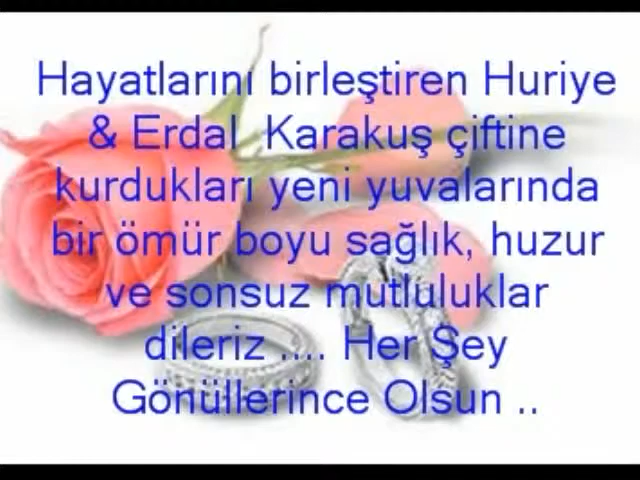 Hayatlarını birleştiren Huriye
& Erdal Karakuş çiftine
kurdukları yeni yuvalarında
bir ömür boyu sağlık, huzur
ve sonsuz mutluluklar
dileriz .... Her Şey
Gönüllerince Olsun ..